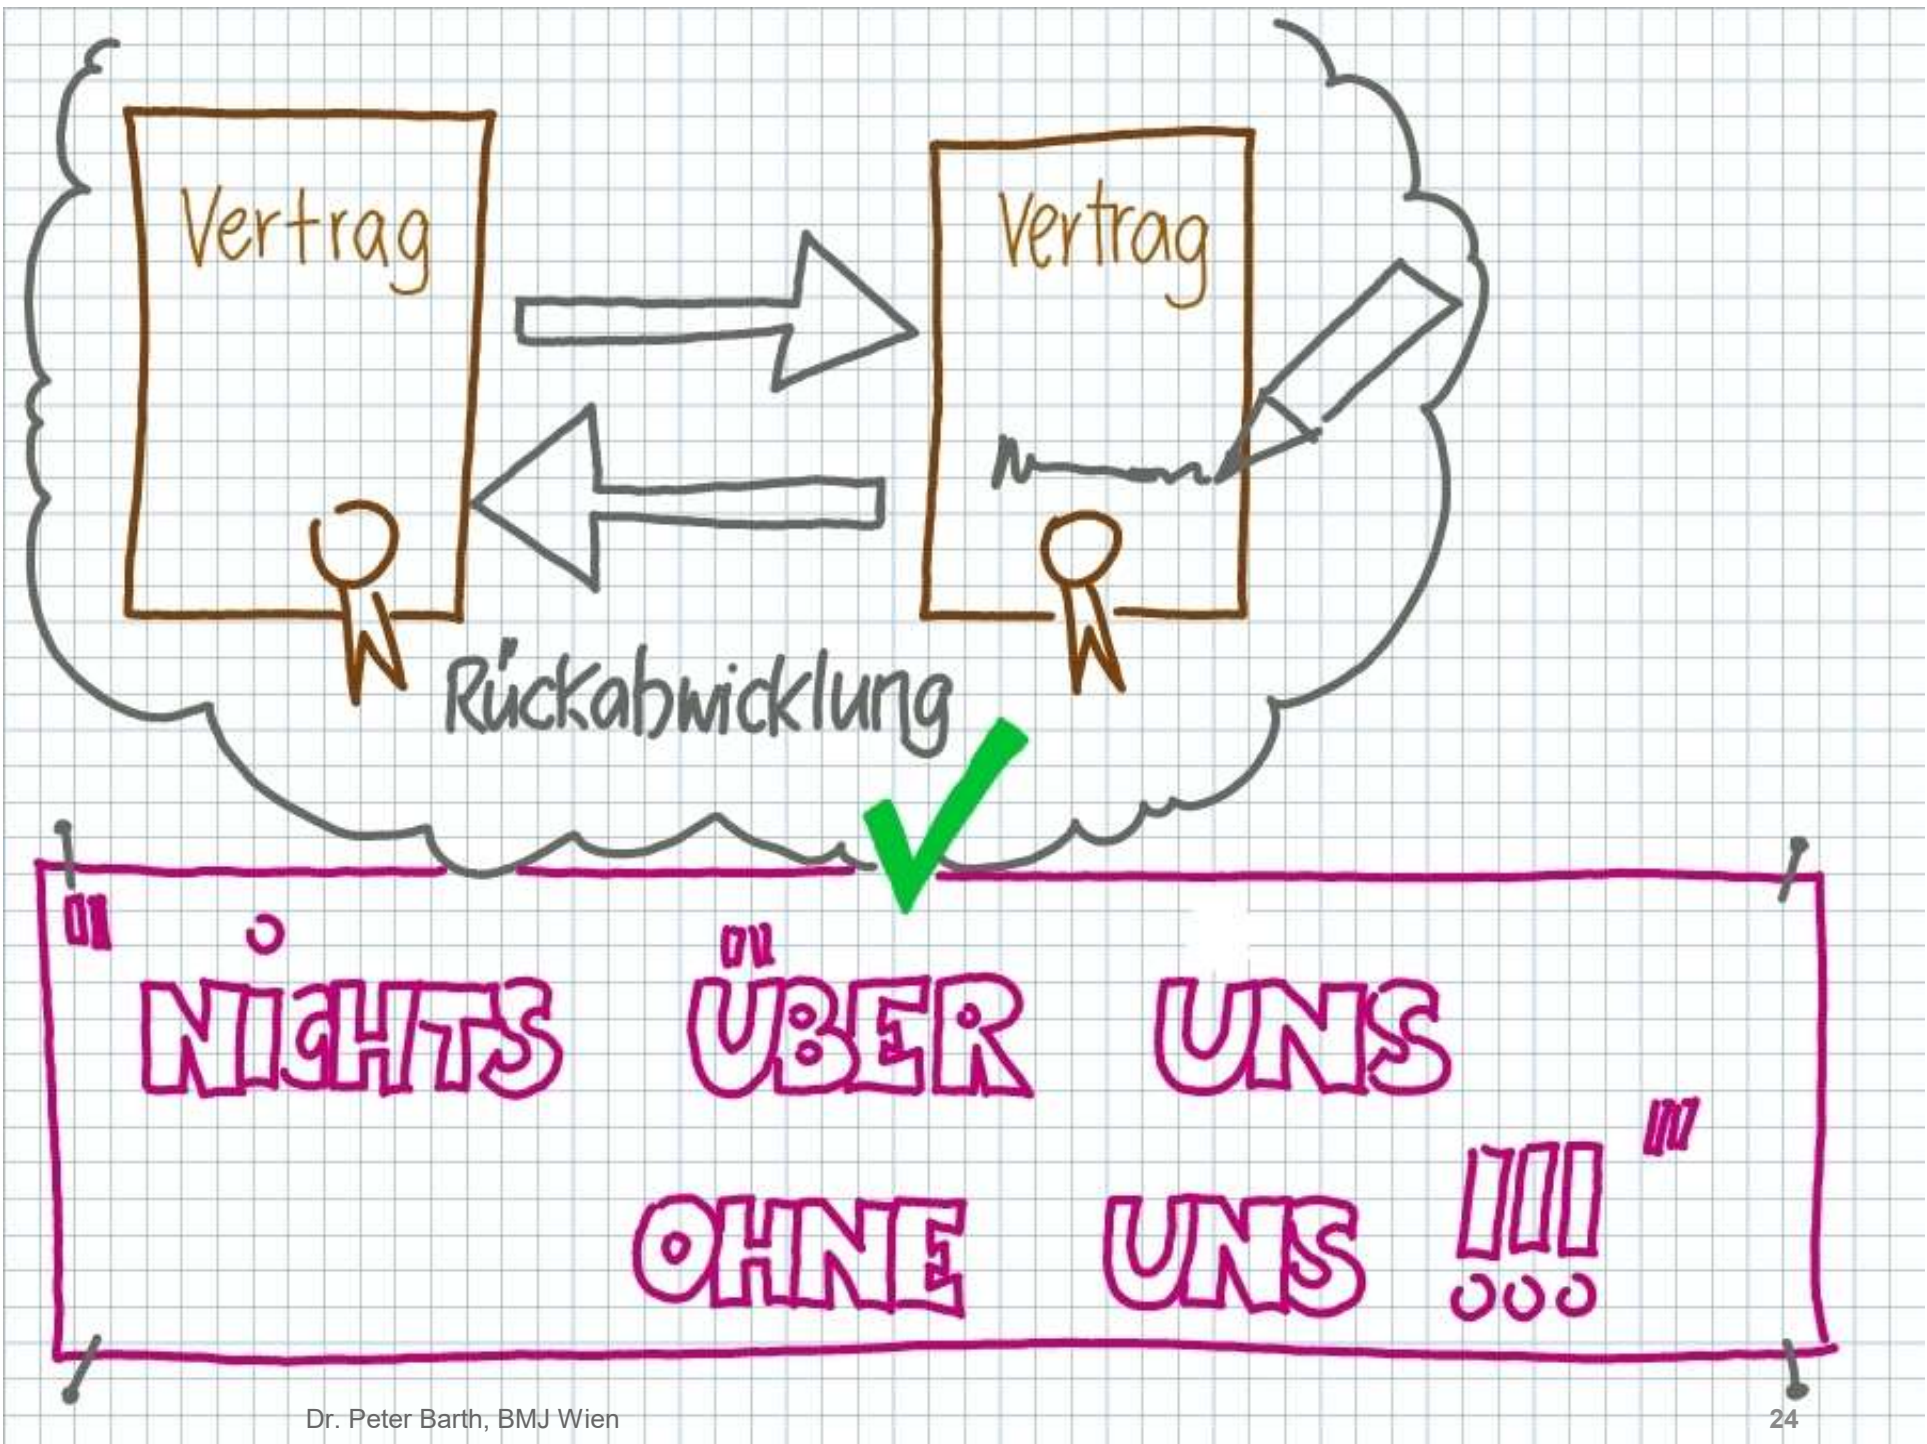 Vertrag
Vertrag
Rückabwicklung
"NICHTS ÜBER UNS
OHNE UNS!!!"
Dr. Peter Barth, BMJ Wien
24